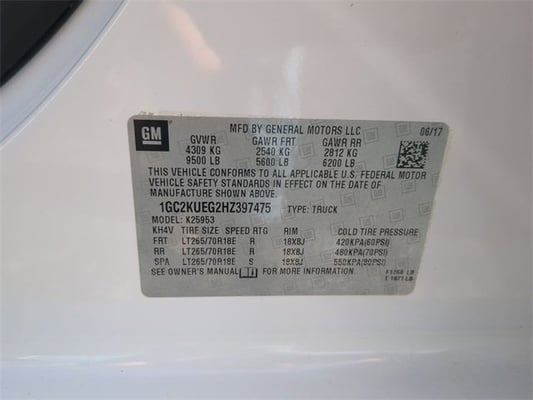 GM
MFD BY GENERAL MOTORS LLC 06/17
GVWR GAWR FRT GAWR RR
4309 KG 2540 KG 2812 KG
9500 LB 5600 LB 6200 LB
THIS VEHICLE CONFORMS TO ALL APPLICABLE U.S. FEDERAL MOTOR
VEHICLE SAFETY STANDARDS IN EFFECT ON THE DATE OF
MANUFACTURE SHOWN ABOVE.
1GC2KUEG2HZ397475 TYPE: TRUCK
MODEL: K25953
KH4V TIRE SIZE SPEED RTG RIM COLD TIRE PRESSURE
FRT LT265/70R18E R 18X8J 420KPA(60PSI)
RR LT265/70R18E R 18X8J 480KPA(70PSI)
SPA LT265/70R18E S 18X8J 550KPA(80PSI)
SEE OWNER'S MANUAL FOR MORE INFORMATION.
F1268 LB
T 1871 LB